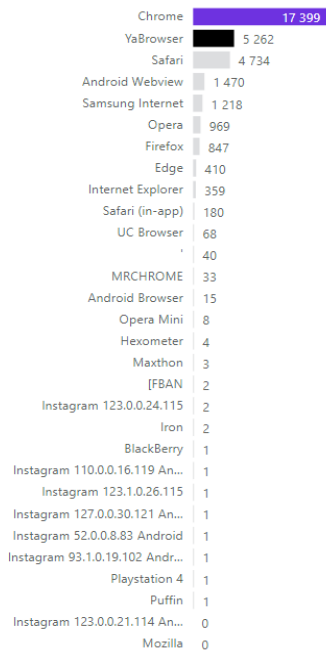 Chrome 17 399
YaBrowser 5 262
Safari 4 734
Android Webview 1 470
Samsung Internet 1 218
Opera 969
Firefox 847
Edge 410
Internet Explorer 359
Safari (in-app) 180
UC Browser 68
' 40
MRCHROME 33
Android Browser 15
Opera Mini 8
Hexometer 4
Maxthon 3
[FBAN 2
Instagram 123.0.0.24.115 2
Iron 2
BlackBerry 1
Instagram 110.0.0.16.119 An... 1
Instagram 123.1.0.26.115 1
Instagram 127.0.0.30.121 An... 1
Instagram 52.0.0.8.83 Android 1
Instagram 93.1.0.19.102 Andr... 1
Playstation 4 1
Puffin 1
Instagram 123.0.0.21.114 An... 0
Mozilla 0